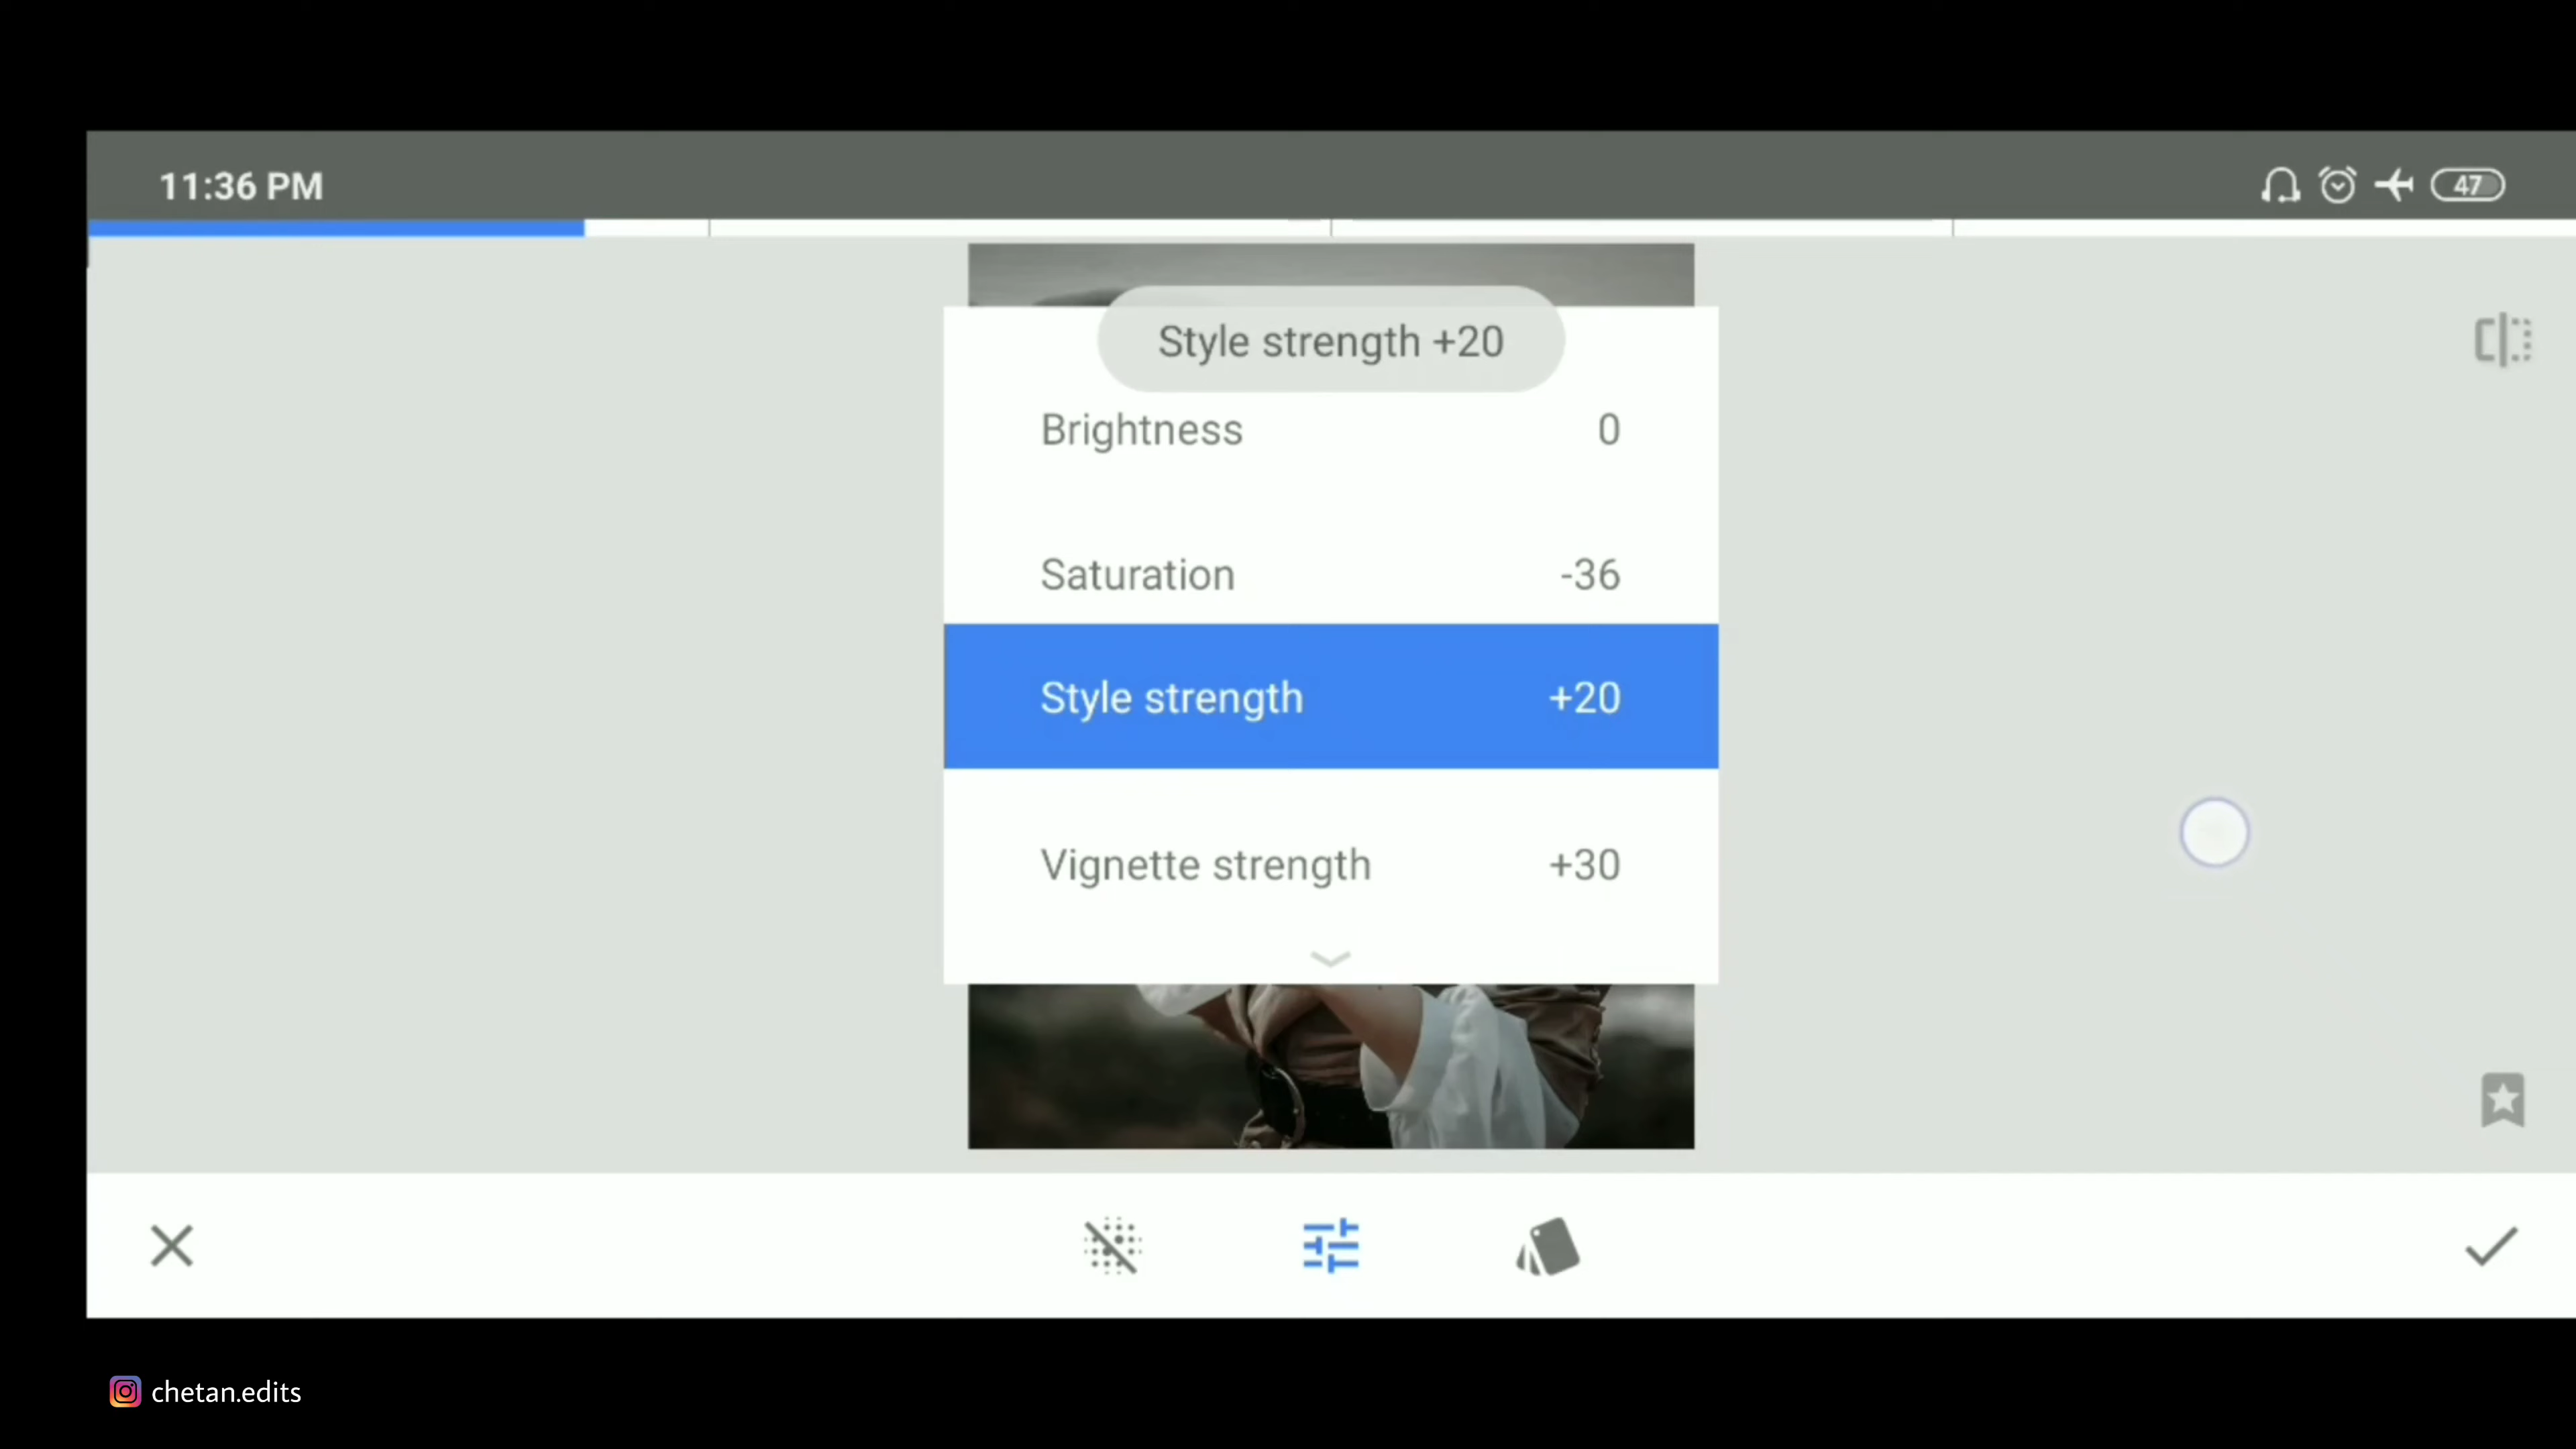 11:36 PM
47
Style strength +20
Brightness 0
Saturation -36
Style strength +20
Vignette strength +30
chetan.edits